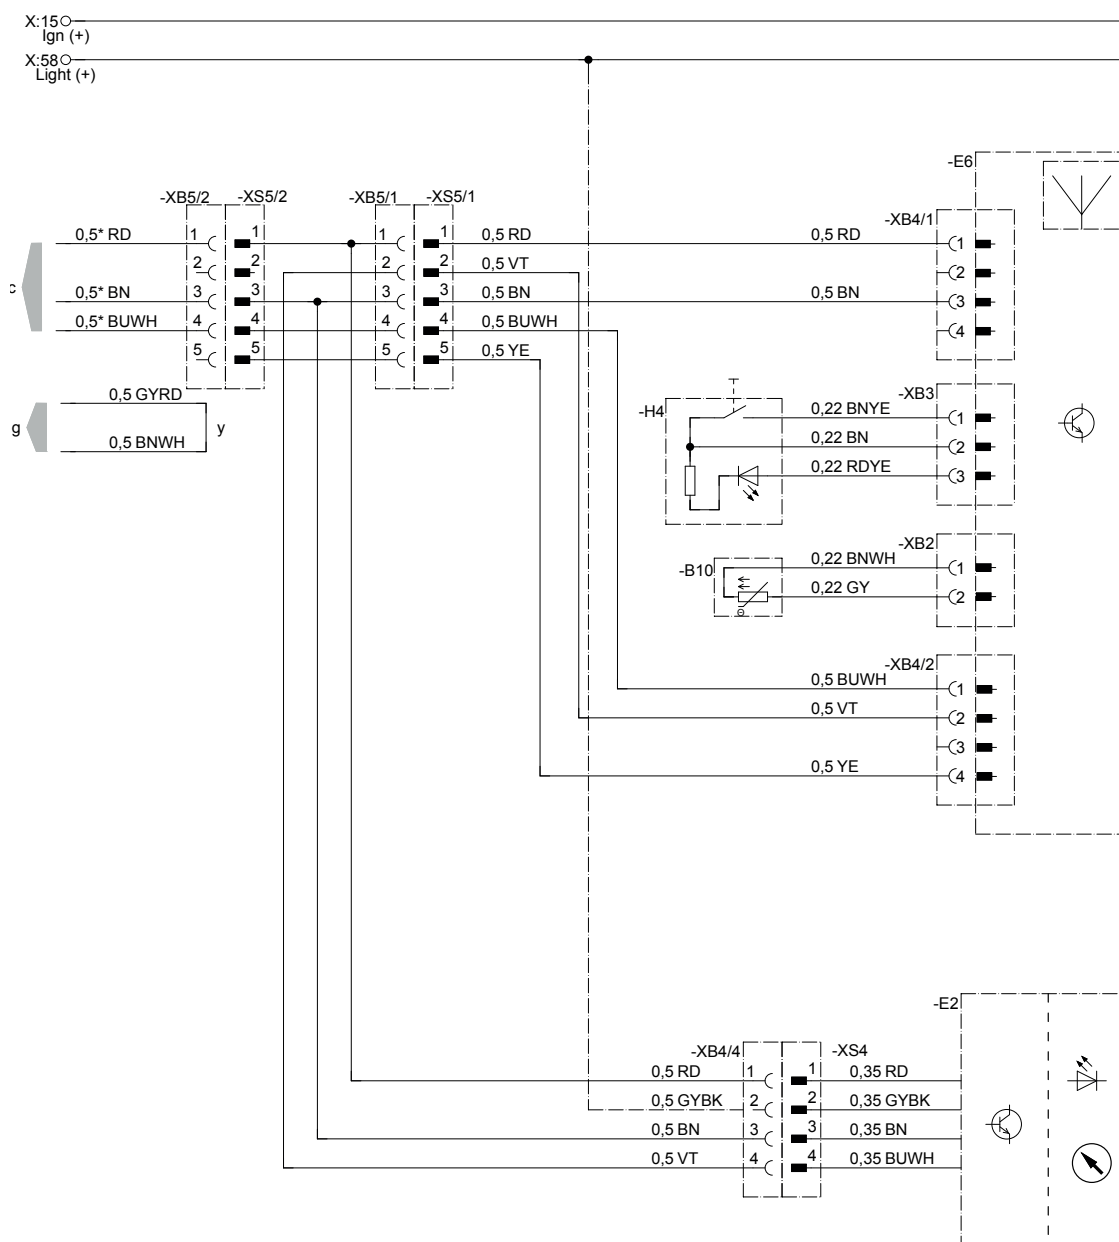 X:15
Ign (+)
X:58
Light (+)
-E6
-XB5/2 -XS5/2 -XB5/1 -XS5/1
-XB4/1
0,5* RD 1 1 1 1 0,5 RD 0,5 RD 1
2 2 2 2 0,5 VT 2
c 0,5* BN 3 3 3 3 0,5 BN 0,5 BN 3
0,5* BUWH 4 4 4 4 0,5 BUWH 4
5 5 5 5 0,5 YE
-XB3
0,5 GYRD
-H4 0,22 BNYE 1
g y
0,5 BNWH 0,22 BN 2
0,22 RDYE 3
-XB2
-B10 0,22 BNWH 1
0,22 GY 2
-XB4/2
0,5 BUWH 1
0,5 VT 2
3
0,5 YE 4
-E2
-XB4/4 -XS4
0,5 RD 1 1 0,35 RD
0,5 GYBK 2 2 0,35 GYBK
0,5 BN 3 3 0,35 BN
0,5 VT 4 4 0,35 BUWH